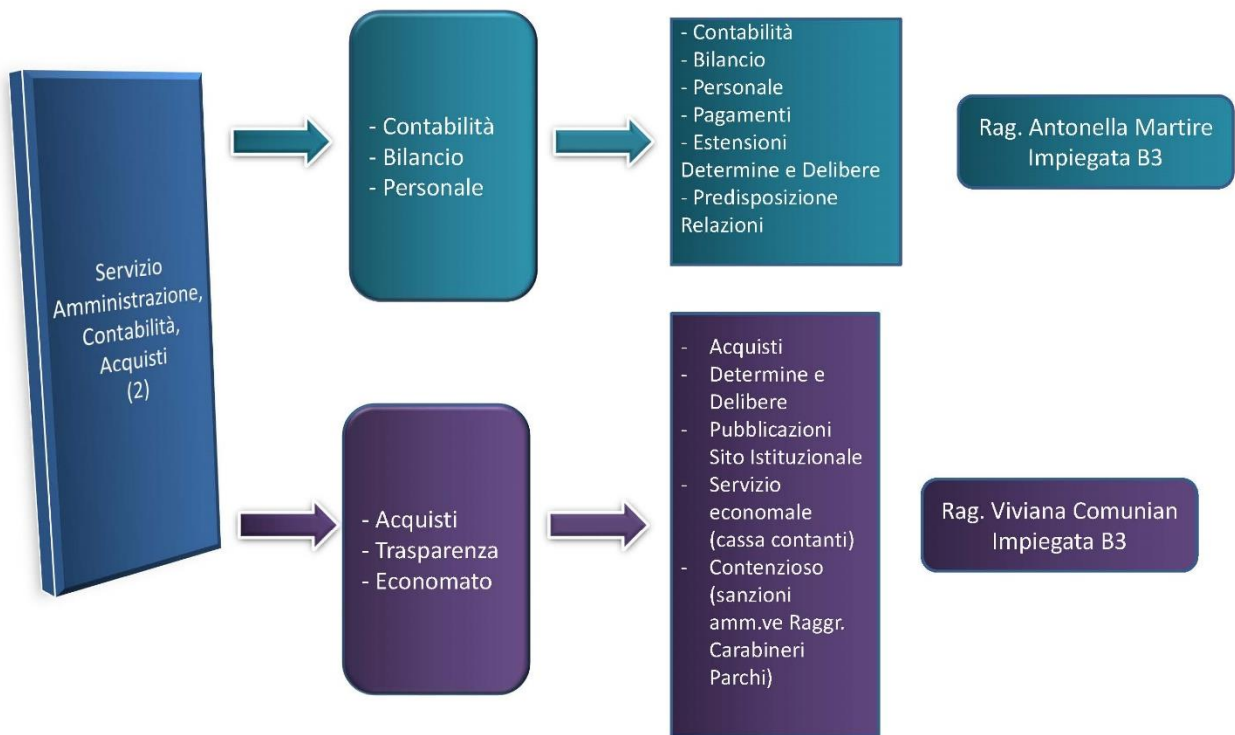 Servizio
Amministrazione,
Contabilità,
Acquisti
(2)
- Contabilità
- Bilancio
- Personale
- Contabilità
- Bilancio
- Personale
- Pagamenti
- Estensioni
Determine e Delibere
- Predisposizione
Relazioni
Rag. Antonella Martire
Impiegata B3
- Acquisti
- Trasparenza
- Economato
- Acquisti
- Determine e
Delibere
- Pubblicazioni
Sito Istituzionale
- Servizio
economale
(cassa contanti)
- Contenzioso
(sanzioni
amm.ve Raggr.
Carabineri
Parchi)
Rag. Viviana Comunian
Impiegata B3